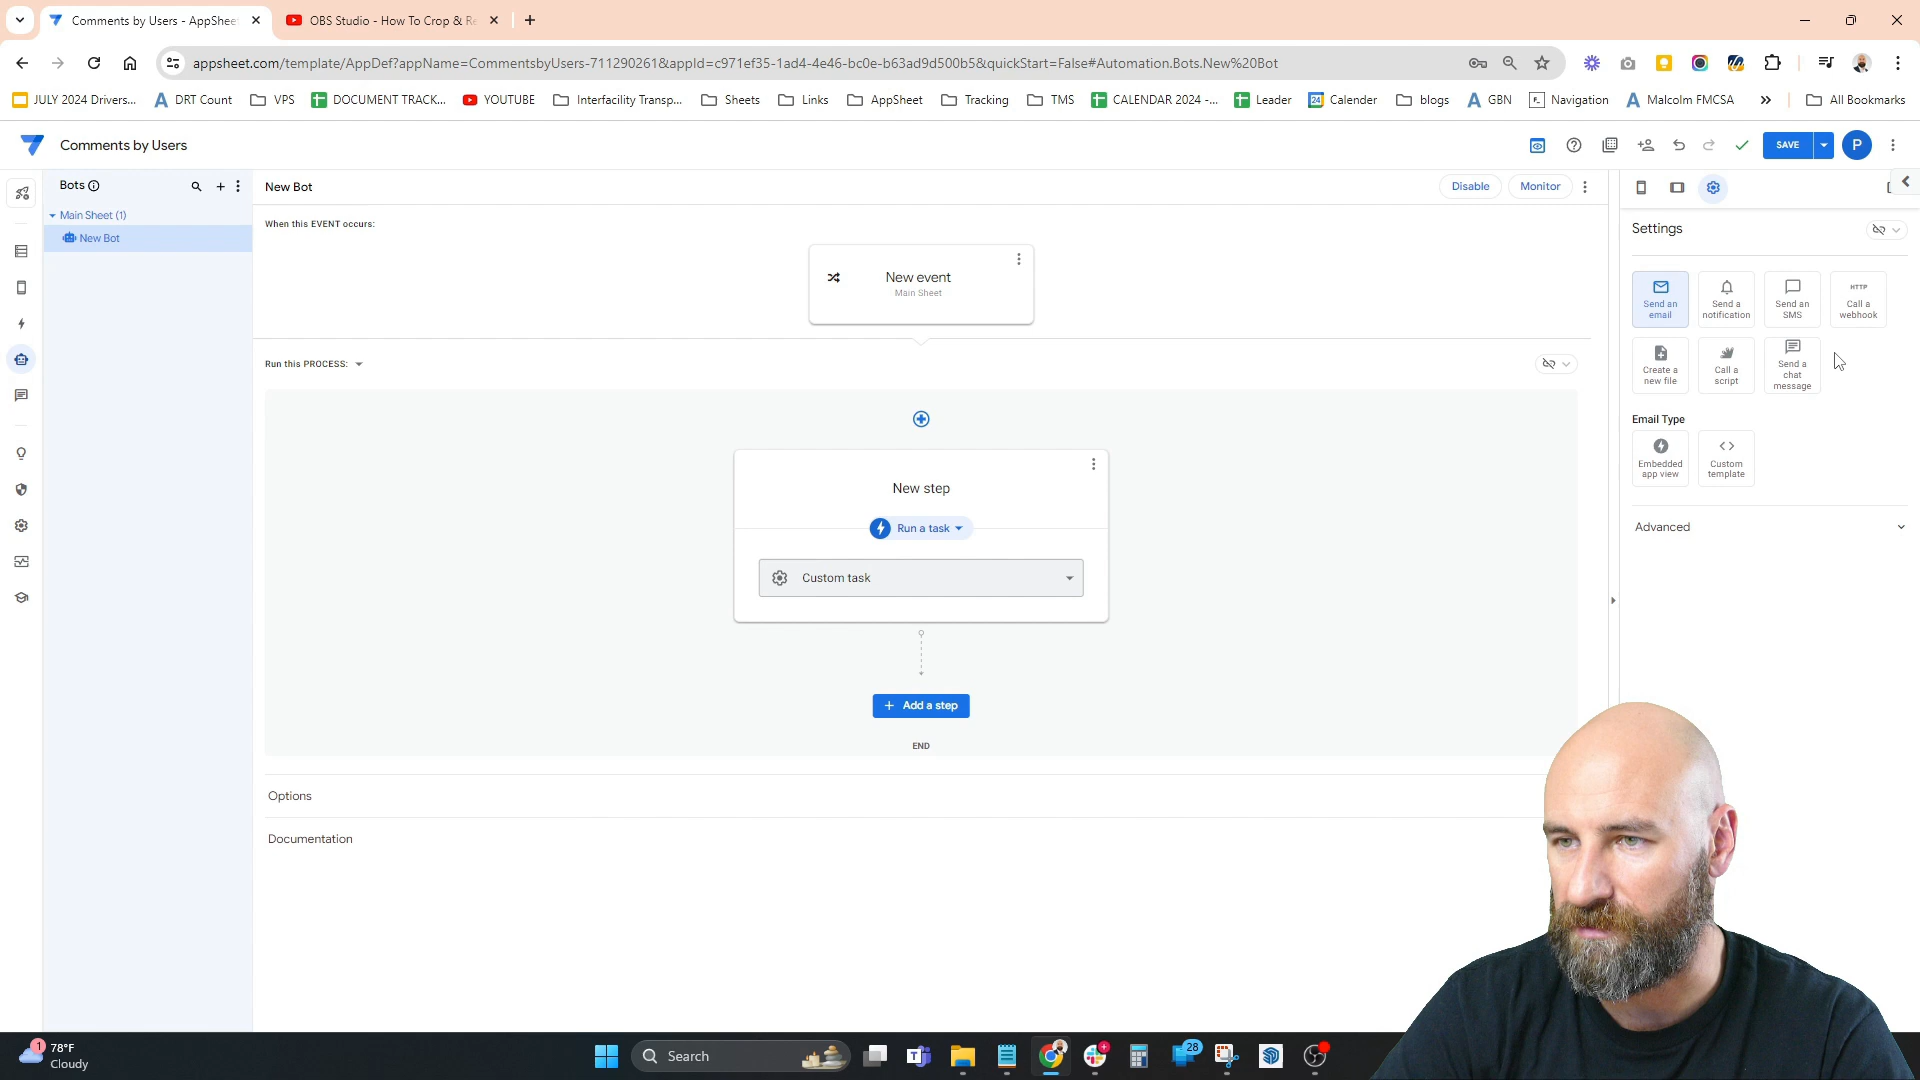 Comments by Users - AppShee
OBS Studio - How To Crop & Re
appsheet.com/template/AppDef?appName=CommentsbyUsers-711290261&appId=c971ef35-1ad4-4e46-bc0e-b63ad9d500b5&quickStart=False#Automation.Bots.New%20Bot
JULY 2024 Drivers...
DRT Count
VPS
DOCUMENT TRACK...
YOUTUBE
Interfacility Transp...
Sheets
Links
AppSheet
Tracking
TMS
CALENDAR 2024 -...
Leader
Calender
blogs
GBN
Navigation
Malcolm FMCSA
All Bookmarks
Comments by Users
SAVE
P
Bots
New Bot
Disable
Monitor
Main Sheet (1)
New Bot
When this EVENT occurs:
New event
Main Sheet
Run this PROCESS:
New step
Run a task
Custom task
Add a step
END
Options
Documentation
Settings
Send an
email
Send a
notification
Send an
SMS
HTTP
Call a
webhook
Create a
new file
Call a
script
Send a
chat
message
Email Type
Embedded
app view
Custom
template
Advanced
1
78°F
Cloudy
Search
28